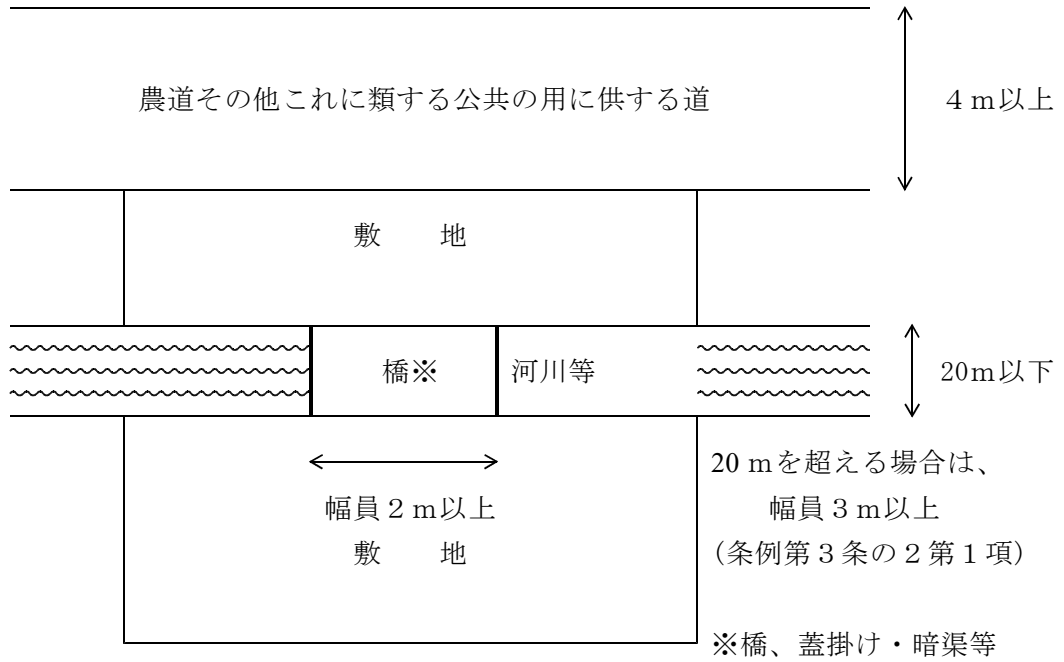 農道その他これに類する公共の用に供する道
４ｍ以上
敷　　地
橋※
河川等
20ｍ以下
幅員２ｍ以上
敷　　地
20 ｍを超える場合は、
幅員３ｍ以上
（条例第３条の２第１項）
※橋、蓋掛け・暗渠等